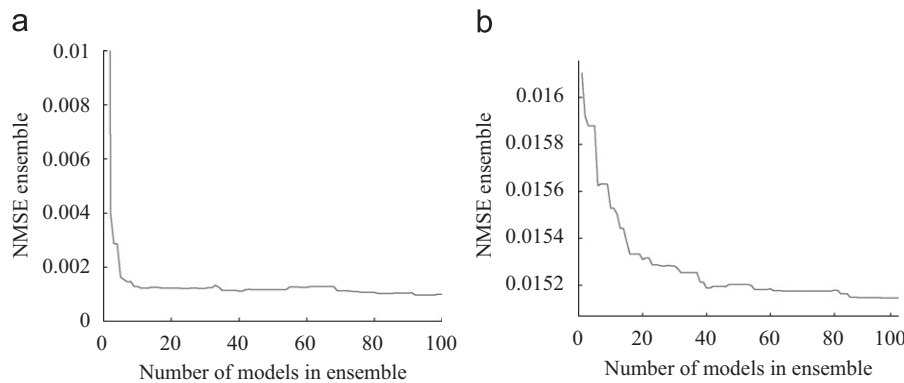 a
0.01
0.008
0.006
0.004
0.002
0
NMSE ensemble
0 20 40 60 80 100
Number of models in ensemble
b
0.016
0.0158
0.0156
0.0154
0.0152
NMSE ensemble
0 20 40 60 80 100
Number of models in ensemble